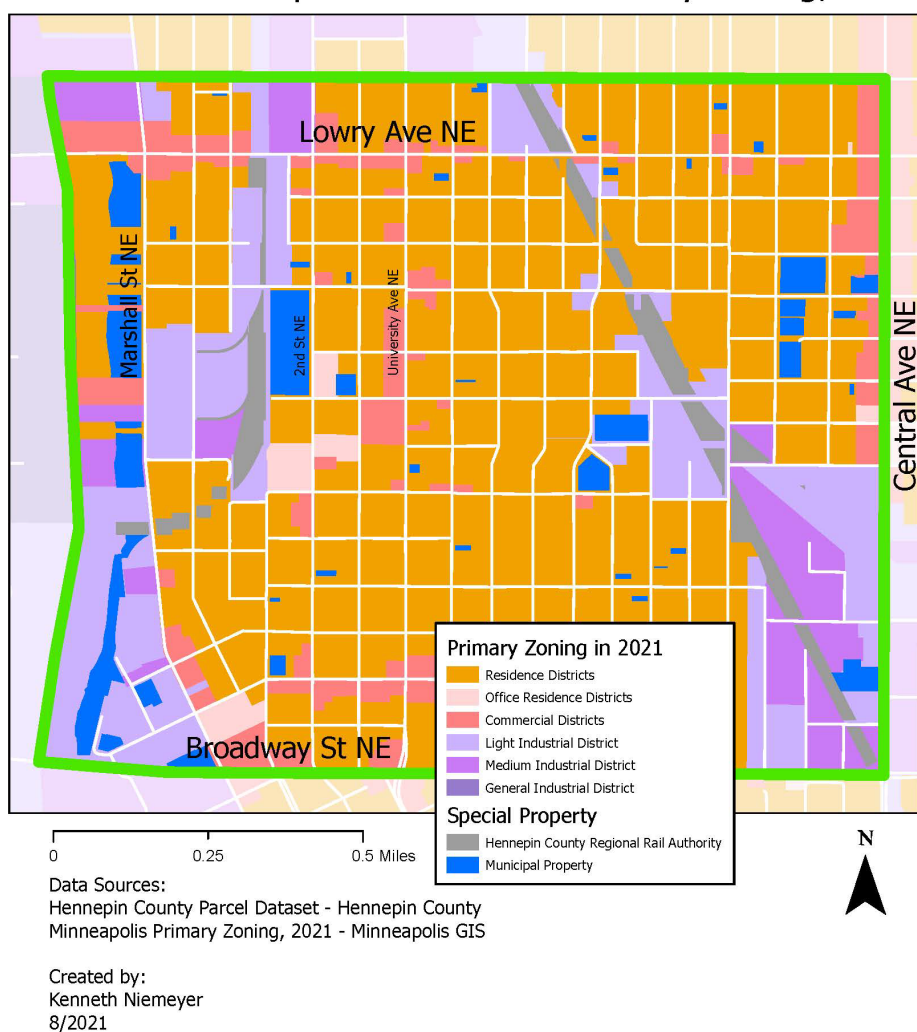 Lowry Ave NE
Marshall St NE
2nd St NE
University Ave NE
Central Ave NE
Broadway St NE
Primary Zoning in 2021
Residence Districts
Office Residence Districts
Commercial Districts
Light Industrial District
Medium Industrial District
General Industrial District
Special Property
Hennepin County Regional Rail Authority
Municipal Property
0 0.25 0.5 Miles
N
Data Sources:
Hennepin County Parcel Dataset - Hennepin County
Minneapolis Primary Zoning, 2021 - Minneapolis GIS
Created by:
Kenneth Niemeyer
8/2021